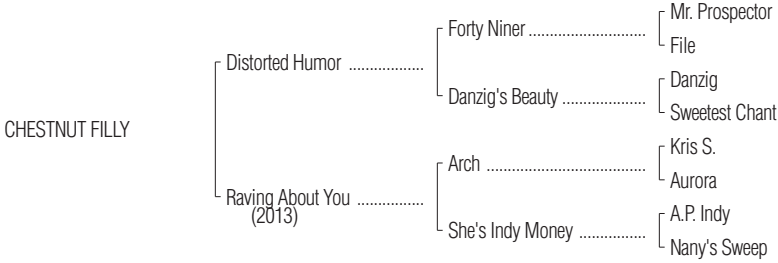 Mr. Prospector
Forty Niner ............................
File
Distorted Humor ..................
Danzig
Danzig's Beauty ....................
Sweetest Chant
CHESTNUT FILLY
Kris S.
Arch ......................................
Aurora
Raving About You ................
(2013)
A.P. Indy
She's Indy Money ................
Nany's Sweep